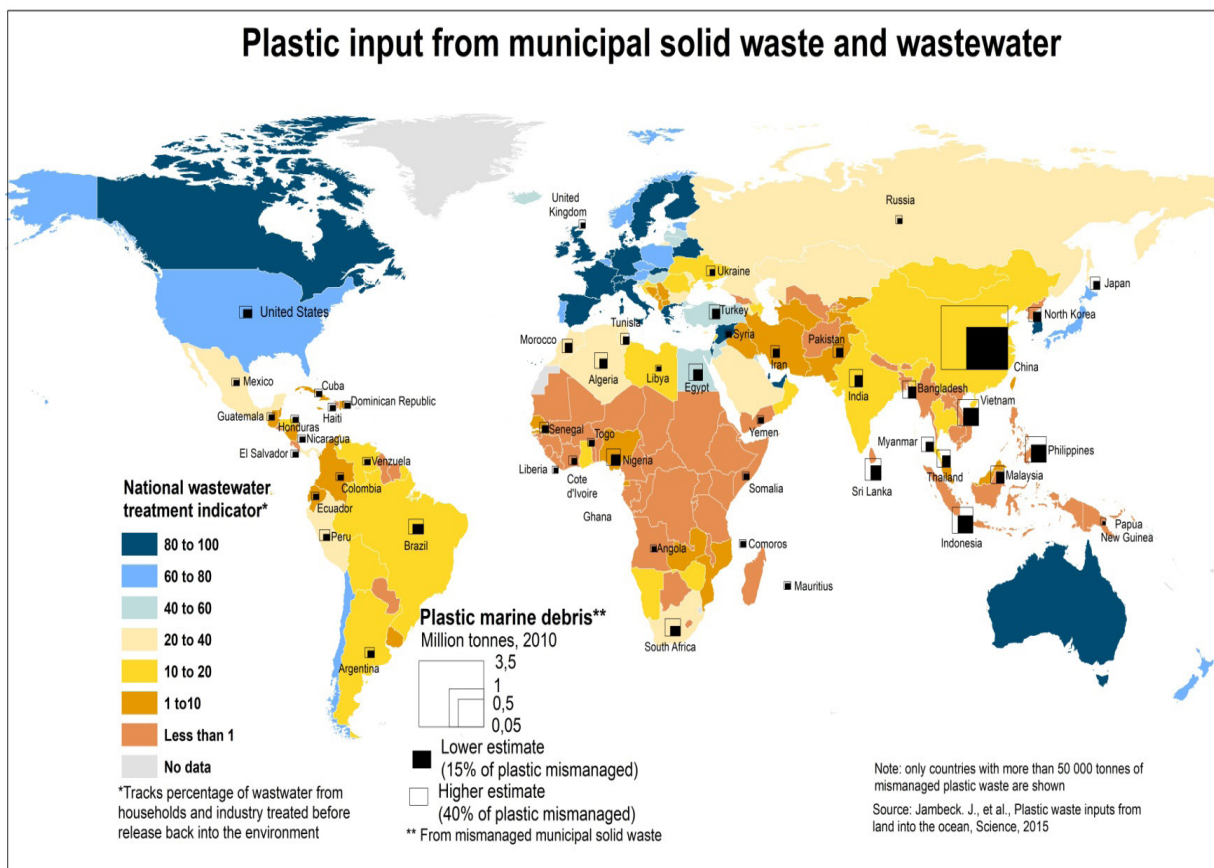 Plastic input from municipal solid waste and wastewater
United
Kingdom
Russia
Ukraine
Japan
United States
Turkey
North Korea
Tunisia
Syria
Morocco
Pakistan
Iran
China
Algeria
Libya
Egypt
India
Mexico
Cuba
Bangladesh
Dominican Republic
Vietnam
Guatemala
Haiti
Honduras
Senegal
Togo
Yemen
Nicaragua
Myanmar
El Salvador
Venzuela
Nigeria
Philippines
Liberia
Cote
d'Ivoire
Somalia
Thailand
Malaysia
Colombia
Sri Lanka
Ecuador
Ghana
Papua
New Guinea
Peru
Brazil
Angola
Comoros
Indonesia
Mauritius
South Africa
Argentina
National wastewater
treatment indicator*
80 to 100
60 to 80
40 to 60
20 to 40
10 to 20
1 to10
Less than 1
No data
*Tracks percentage of wastwater from
households and industry treated before
release back into the environment
Plastic marine debris**
Million tonnes, 2010
3,5
1
0,5
0,05
Lower estimate
(15% of plastic mismanaged)
Higher estimate
(40% of plastic mismanaged)
** From mismanaged municipal solid waste
Note: only countries with more than 50 000 tonnes of
mismanaged plastic waste are shown
Source: Jambeck. J., et al., Plastic waste inputs from
land into the ocean, Science, 2015